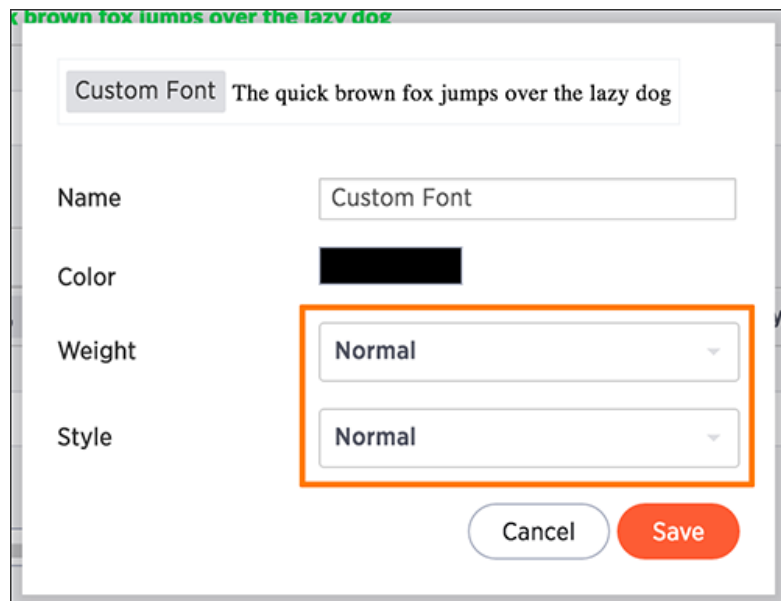 k brown fox jumps over the lazy dog
Custom Font The quick brown fox jumps over the lazy dog
Name Custom Font
Color
Weight Normal
Style Normal
Cancel Save